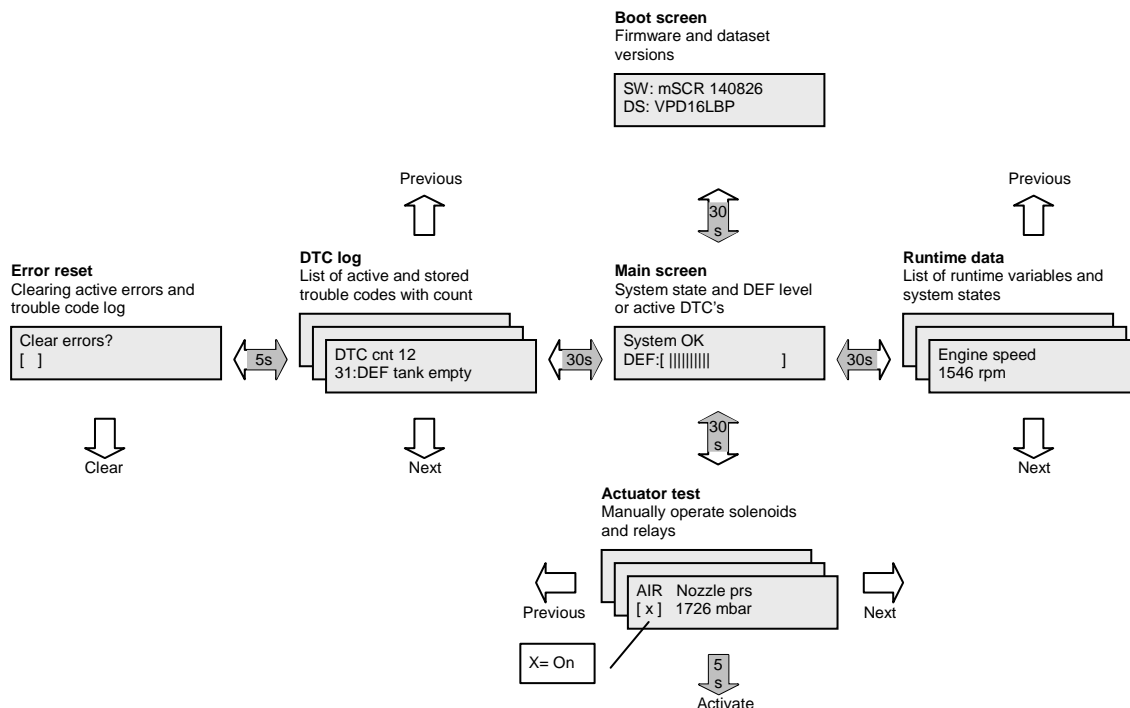 Boot screen
Firmware and dataset
versions
SW: mSCR 140826
DS: VPD16LBP
Previous
Previous
30
s
Error reset
Clearing active errors and
trouble code log
DTC log
List of active and stored
trouble codes with count
Main screen
System state and DEF level
or active DTC's
Runtime data
List of runtime variables and
system states
Clear errors?
[ ]
5s
DTC cnt 12
31:DEF tank empty
30s
System OK
DEF:[ |||||||||| ]
30s
Engine speed
1546 rpm
30
s
Clear
Next
Next
Actuator test
Manually operate solenoids
and relays
AIR Nozzle prs
[ x ] 1726 mbar
Previous
Next
X= On
5
s
Activate